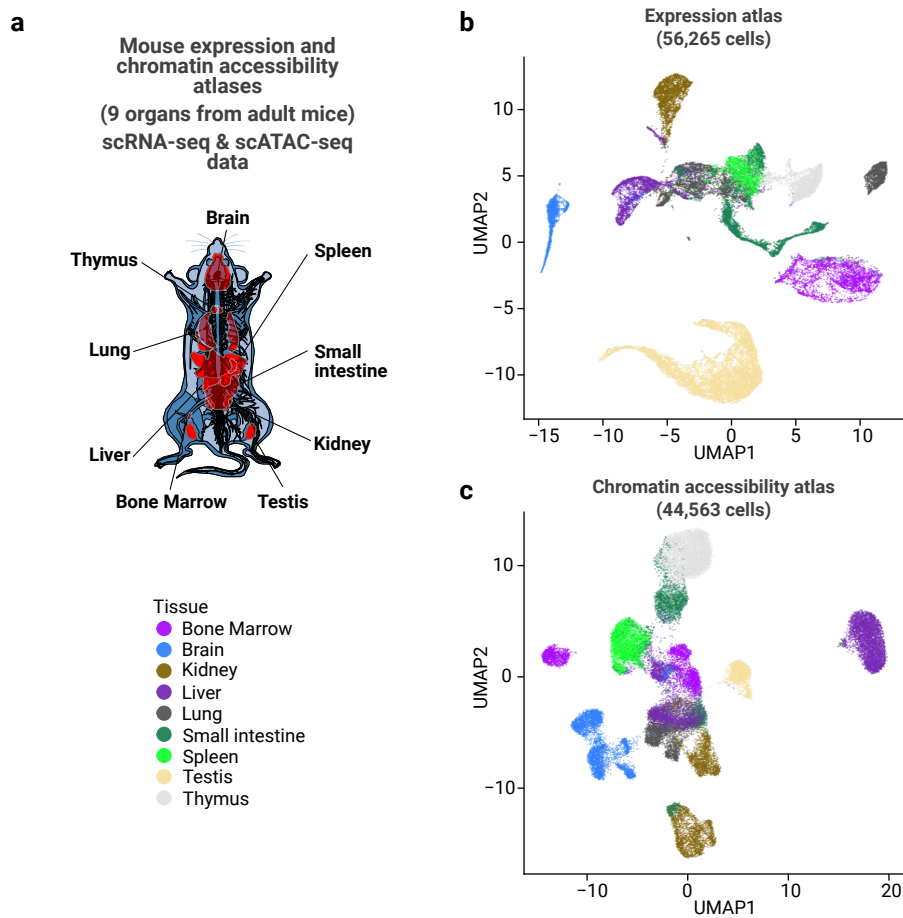 a
Mouse expression and
chromatin accessibility
atlases
(9 organs from adult mice)
scRNA-seq & scATAC-seq
data
Brain
Thymus
Spleen
Lung
Small
intestine
Liver
Kidney
Bone Marrow
Testis
Tissue
Bone Marrow
Brain
Kidney
Liver
Lung
Small intestine
Spleen
Testis
Thymus
b
Expression atlas
(56,265 cells)
UMAP2
10
5
0
−5
−10
−15
−10
−5
0
5
10
UMAP1
c
Chromatin accessibility atlas
(44,563 cells)
UMAP2
10
0
−10
−10
0
10
20
UMAP1